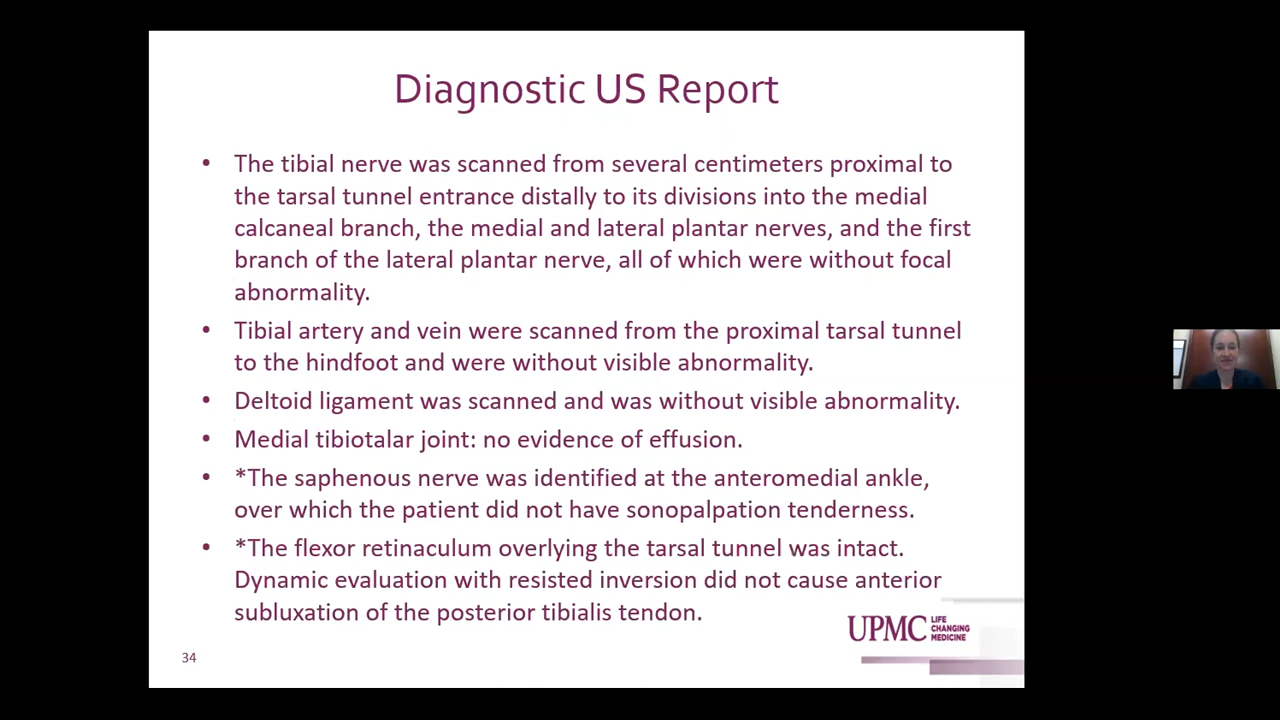 Diagnostic US Report
• The tibial nerve was scanned from several centimeters proximal to
the tarsal tunnel entrance distally to its divisions into the medial
calcaneal branch, the medial and lateral plantar nerves, and the first
branch of the lateral plantar nerve, all of which were without focal
abnormality.
• Tibial artery and vein were scanned from the proximal tarsal tunnel
to the hindfoot and were without visible abnormality.
• Deltoid ligament was scanned and was without visible abnormality.
• Medial tibiotalar joint: no evidence of effusion.
• *The saphenous nerve was identified at the anteromedial ankle,
over which the patient did not have sonopalpation tenderness.
• *The flexor retinaculum overlying the tarsal tunnel was intact.
Dynamic evaluation with resisted inversion did not cause anterior
subluxation of the posterior tibialis tendon.
UPMC LIFE
CHANGING
MEDICINE
34